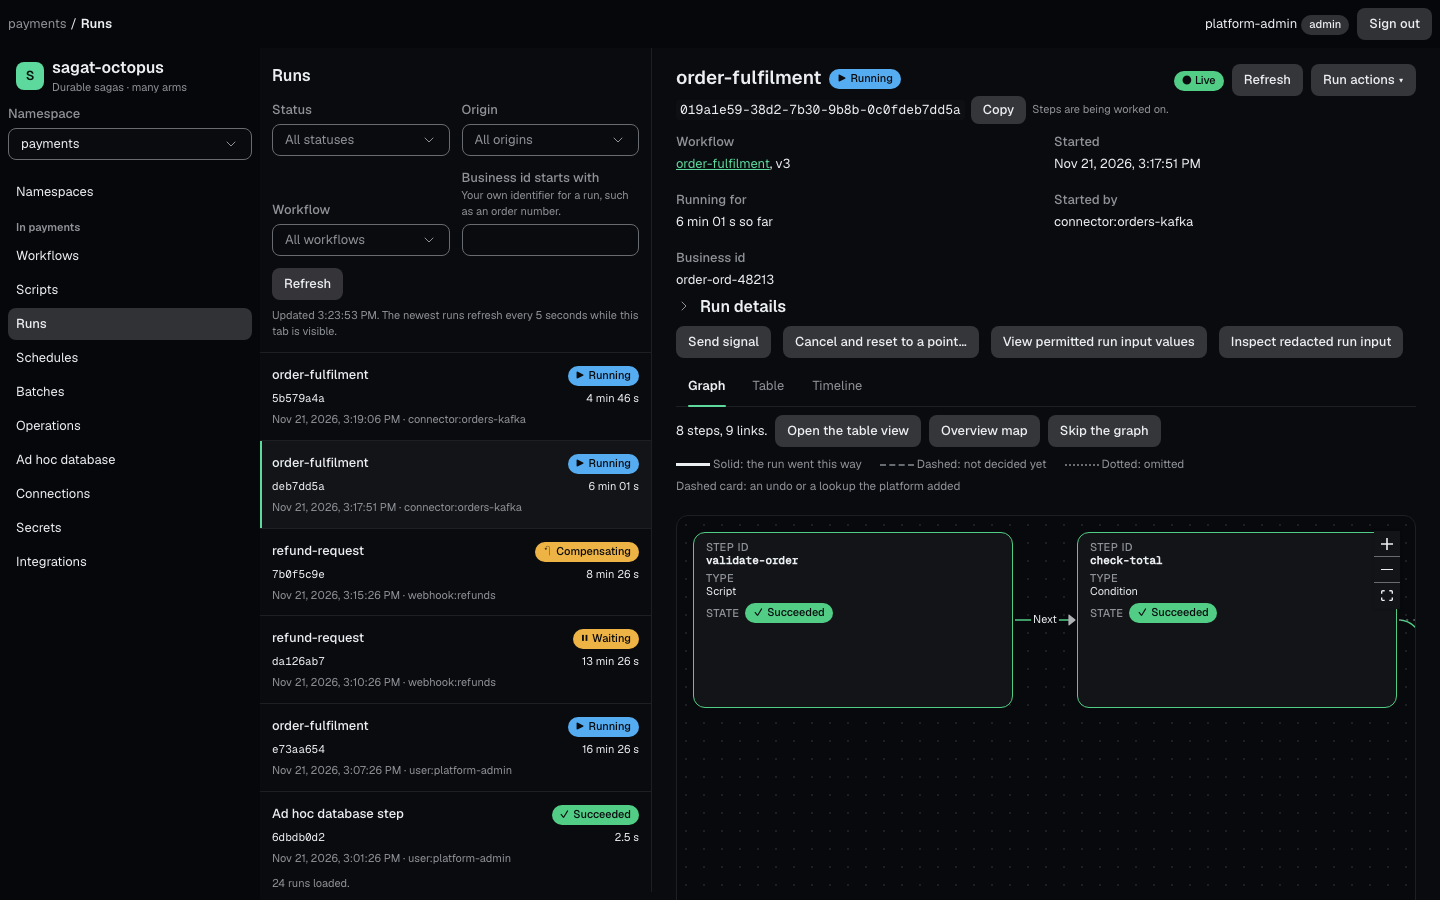 payments / Runs
platform-admin admin Sign out
S
sagat-octopus
Durable sagas · many arms
Namespace
payments
Namespaces
In payments
Workflows
Scripts
Runs
Schedules
Batches
Operations
Ad hoc database
Connections
Secrets
Integrations
Runs
Status
All statuses
Origin
All origins
Workflow
All workflows
Business id starts with
Your own identifier for a run, such
as an order number.
Refresh
Updated 3:23:53 PM. The newest runs refresh every 5 seconds while this
tab is visible.
order-fulfilment Running
5b579a4a 4 min 46 s
Nov 21, 2026, 3:19:06 PM · connector:orders-kafka
order-fulfilment Running
deb7dd5a 6 min 01 s
Nov 21, 2026, 3:17:51 PM · connector:orders-kafka
refund-request Compensating
7b0f5c9e 8 min 26 s
Nov 21, 2026, 3:15:26 PM · webhook:refunds
refund-request Waiting
da126ab7 13 min 26 s
Nov 21, 2026, 3:10:26 PM · webhook:refunds
order-fulfilment Running
e73aa654 16 min 26 s
Nov 21, 2026, 3:07:26 PM · user:platform-admin
Ad hoc database step Succeeded
6dbdb0d2 2.5 s
Nov 21, 2026, 3:01:26 PM · user:platform-admin
24 runs loaded.
order-fulfilment Running
Live Refresh Run actions
019a1e59-38d2-7b30-9b8b-0c0fdeb7dd5a Copy Steps are being worked on.
Workflow
order-fulfilment, v3
Started
Nov 21, 2026, 3:17:51 PM
Running for
6 min 01 s so far
Started by
connector:orders-kafka
Business id
order-ord-48213
Run details
Send signal Cancel and reset to a point... View permitted run input values Inspect redacted run input
Graph Table Timeline
8 steps, 9 links. Open the table view Overview map Skip the graph
Solid: the run went this way Dashed: not decided yet Dotted: omitted
Dashed card: an undo or a lookup the platform added
STEP ID
validate-order
TYPE
Script
STATE Succeeded
Next
STEP ID
check-total
TYPE
Condition
STATE Succeeded